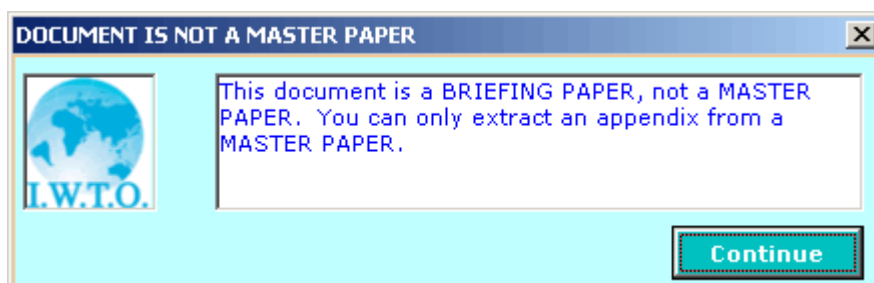 DOCUMENT IS NOT A MASTER PAPER
This document is a BRIEFING PAPER, not a MASTER
PAPER.  You can only extract an appendix from a
MASTER PAPER.
I.W.T.O.
Continue